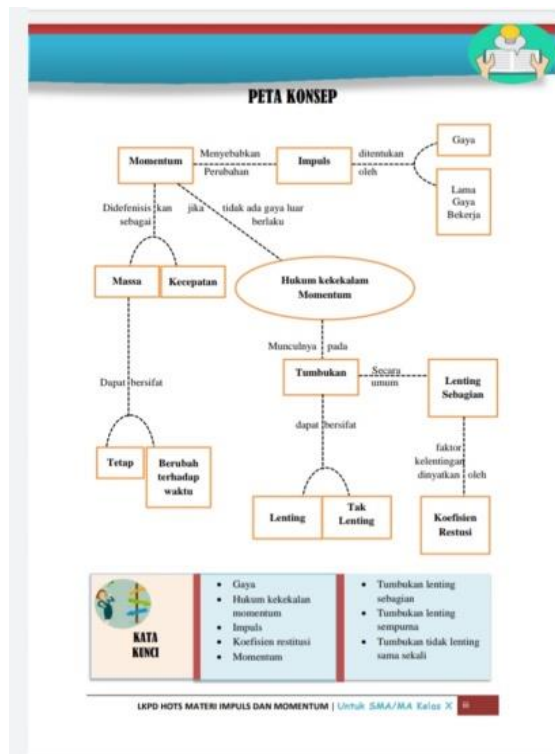 PETA KONSEP
Momentum
Menyebabkan
Perubahan
Impuls
ditentukan
oleh
Gaya
Lama
Gaya
Bekerja
Didefenisis kan
sebagai
jika tidak ada gaya luar
berlaku
Massa
Kecepatan
Hukum kekekalam
Momentum
Munculnya pada
Tumbukan
Secara
umum
Lenting
Sebagian
Dapat bersifat
dapat bersifat
faktor
kelentingan
dinyatkan oleh
Tetap
Berubah
terhadap
waktu
Lenting
Tak
Lenting
Koefisien
Restusi
KATA
KUNCI
• Gaya
• Hukum kekekalan
momentum
• Impuls
• Koefisien restitusi
• Momentum
• Tumbukan lenting
sebagian
• Tumbukan lenting
sempurna
• Tumbukan tidak lenting
sama sekali
LKPD HOTS MATERI IMPULS DAN MOMENTUM | Untuk SMA/MA Kelas X iii